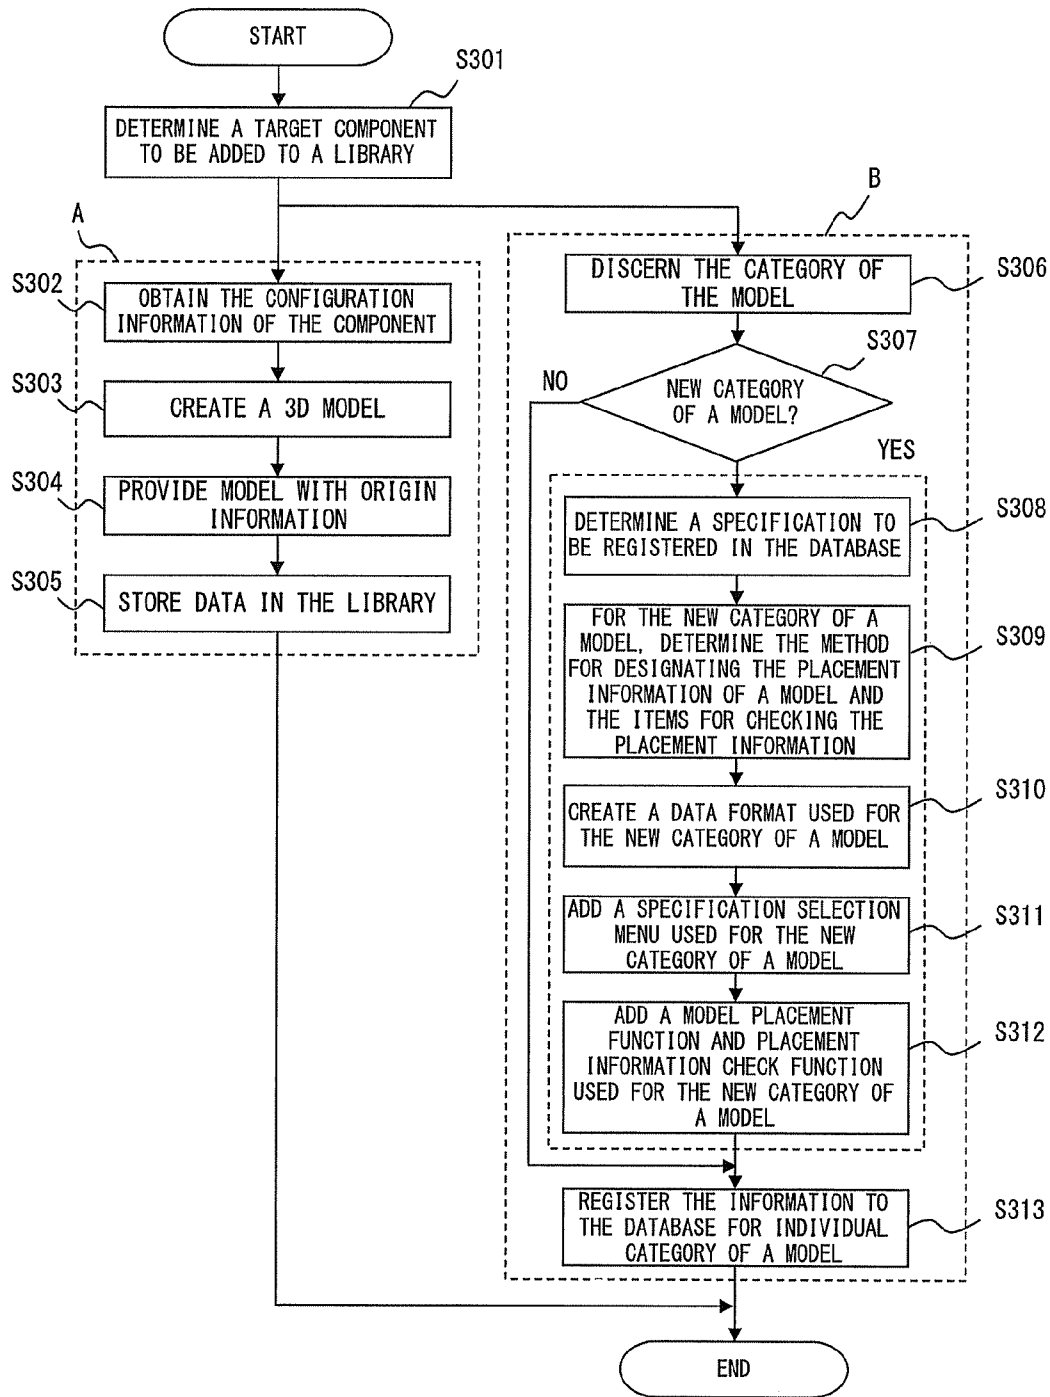 START
S301
DETERMINE A TARGET COMPONENT
TO BE ADDED TO A LIBRARY
A
S302
OBTAIN THE CONFIGURATION
INFORMATION OF THE COMPONENT
S303
CREATE A 3D MODEL
S304
PROVIDE MODEL WITH ORIGIN
INFORMATION
S305
STORE DATA IN THE LIBRARY
B
DISCERN THE CATEGORY OF
THE MODEL
S306
S307
NO
NEW CATEGORY
OF A MODEL?
YES
DETERMINE A SPECIFICATION TO
BE REGISTERED IN THE DATABASE
S308
FOR THE NEW CATEGORY OF A
MODEL, DETERMINE THE METHOD
FOR DESIGNATING THE PLACEMENT
INFORMATION OF A MODEL AND
THE ITEMS FOR CHECKING THE
PLACEMENT INFORMATION
S309
CREATE A DATA FORMAT USED FOR
THE NEW CATEGORY OF A MODEL
S310
ADD A SPECIFICATION SELECTION
MENU USED FOR THE NEW
CATEGORY OF A MODEL
S311
ADD A MODEL PLACEMENT
FUNCTION AND PLACEMENT
INFORMATION CHECK FUNCTION
USED FOR THE NEW CATEGORY OF
A MODEL
S312
REGISTER THE INFORMATION TO
THE DATABASE FOR INDIVIDUAL
CATEGORY OF A MODEL
S313
END